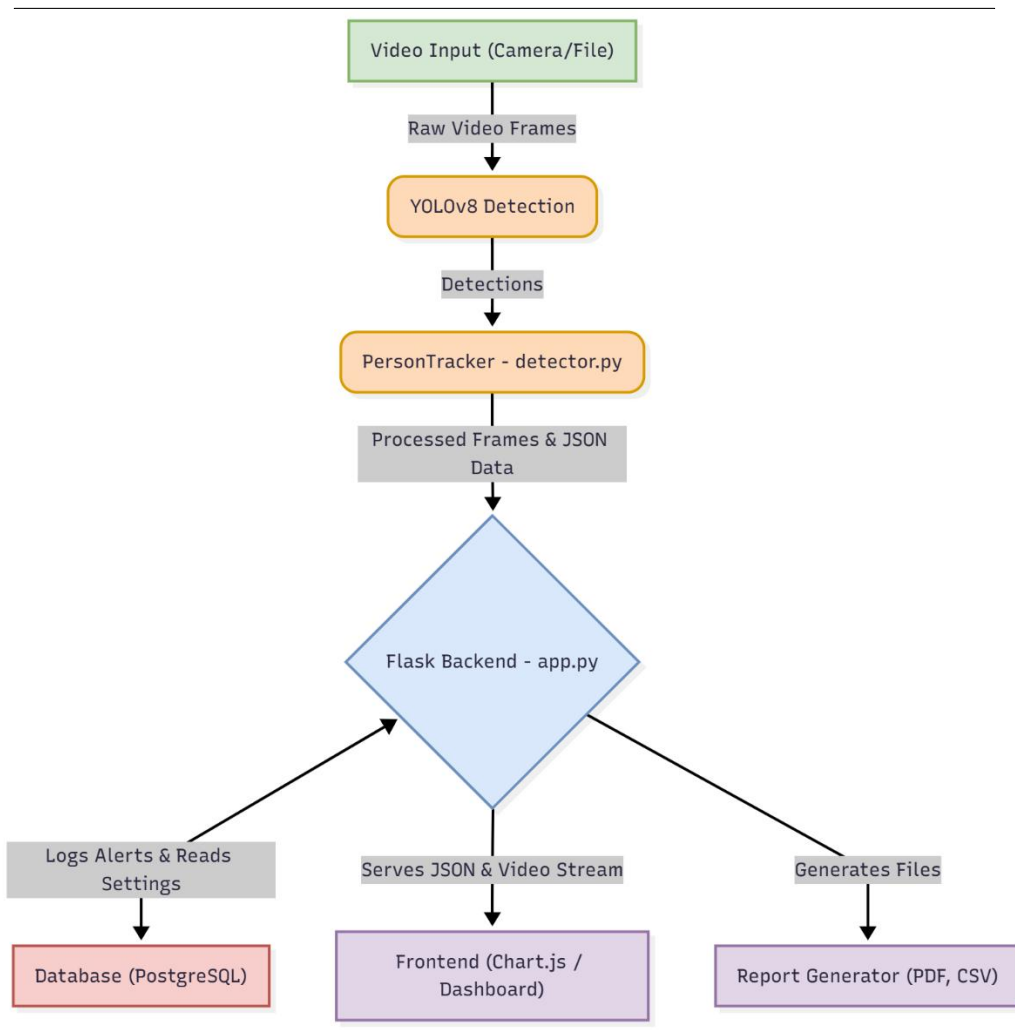 Video Input (Camera/File)
Raw Video Frames
YOLOv8 Detection
Detections
PersonTracker - detector.py
Processed Frames & JSON
Data
Flask Backend - app.py
Logs Alerts & Reads
Settings
Serves JSON & Video Stream
Generates Files
Database (PostgreSQL)
Frontend (Chart.js /
Dashboard)
Report Generator (PDF, CSV)